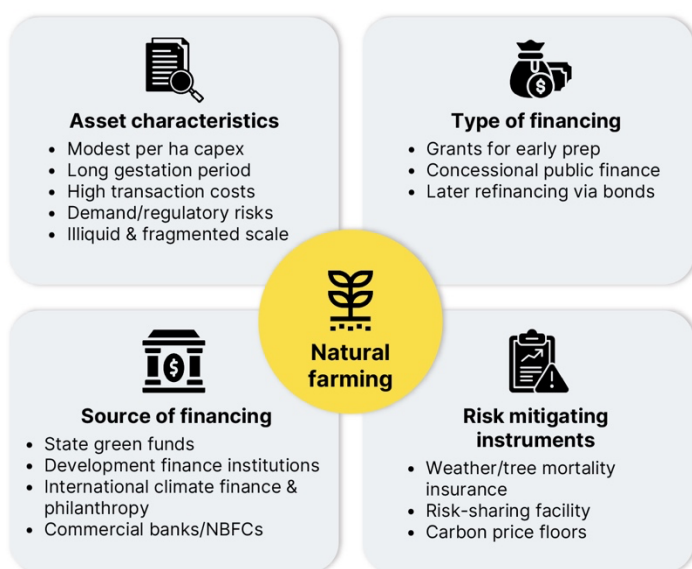 Asset characteristics
• Modest per ha capex
• Long gestation period
• High transaction costs
• Demand/regulatory risks
• Illiquid & fragmented scale
Type of financing
• Grants for early prep
• Concessional public finance
• Later refinancing via bonds
Natural
farming
Source of financing
• State green funds
• Development finance institutions
• International climate finance &
philanthropy
• Commercial banks/NBFCs
Risk mitigating
instruments
• Weather/tree mortality
insurance
• Risk-sharing facility
• Carbon price floors